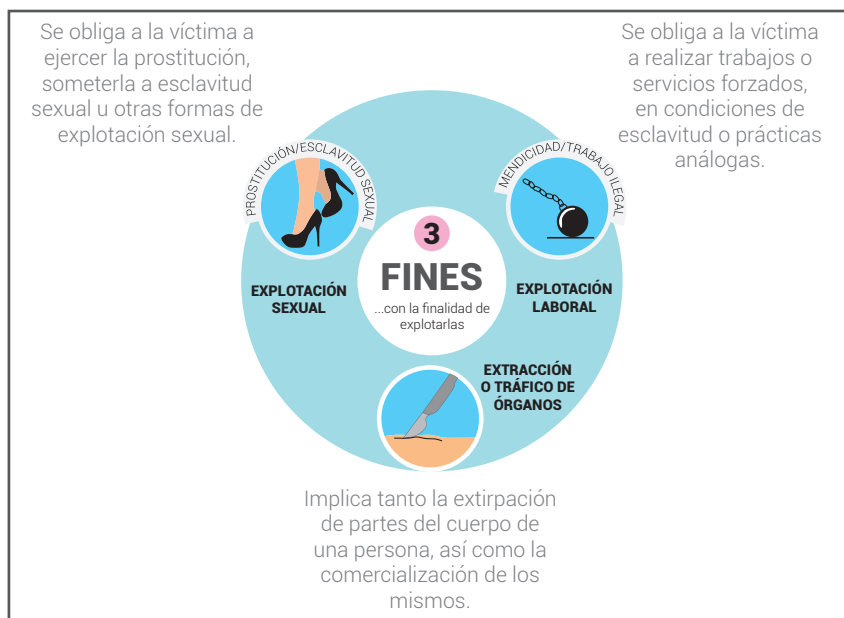 Se obliga a la víctima a
ejercer la prostitución,
someterla a esclavitud
sexual u otras formas de
explotación sexual.
Se obliga a la víctima
a realizar trabajos o
servicios forzados,
en condiciones de
esclavitud o prácticas
análogas.
PROSTITUCIÓN/ESCLAVITUD SEXUAL
MENDICIDAD/TRABAJO ILEGAL
3
FINES
...con la finalidad de
explotarlas
EXPLOTACIÓN
SEXUAL
EXPLOTACIÓN
LABORAL
EXTRACCIÓN
O TRÁFICO DE
ÓRGANOS
Implica tanto la extirpación
de partes del cuerpo de
una persona, así como la
comercialización de los
mismos.